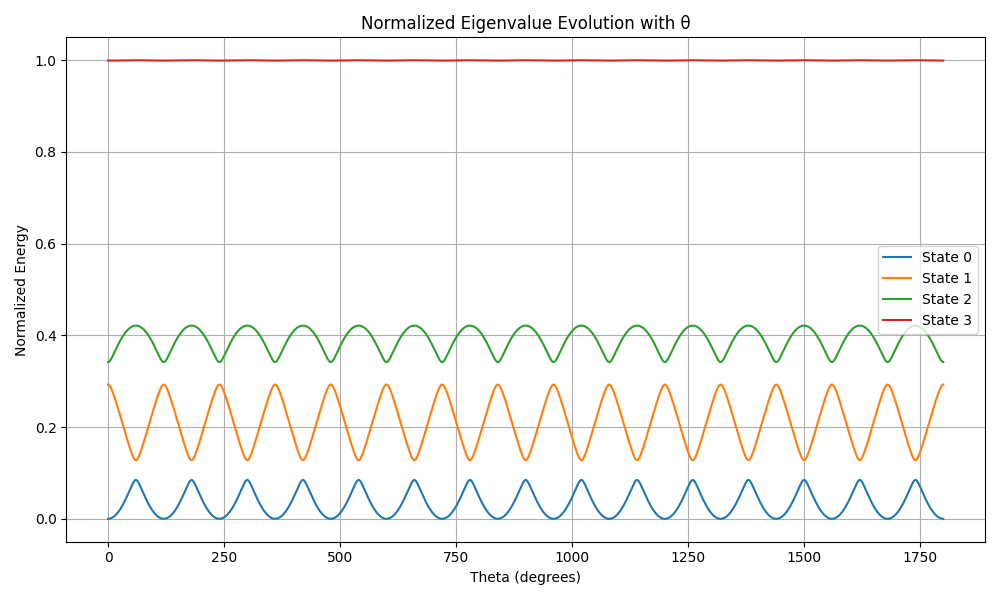 Normalized Eigenvalue Evolution with θ
Normalized Energy
1.0
0.8
0.6
0.4
0.2
0.0
State 0
State 1
State 2
State 3
0 250 500 750 1000 1250 1500 1750
Theta (degrees)